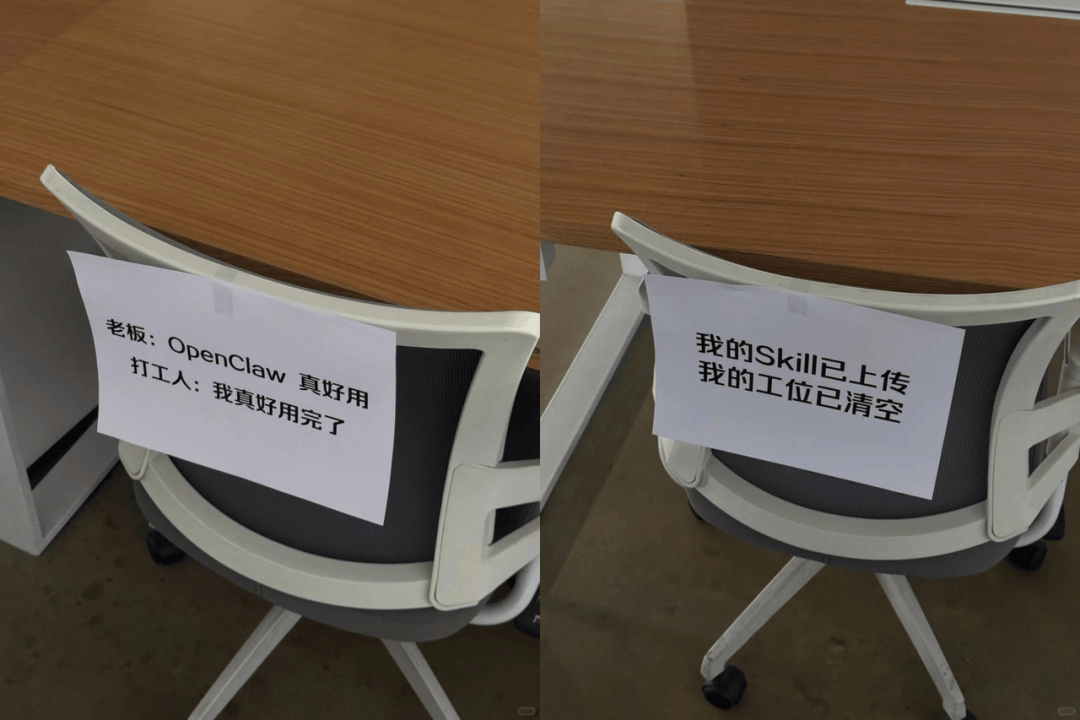 老板：OpenClaw 真好用
打工人：我真好用完了
我的Skill已上传
我的工位已清空